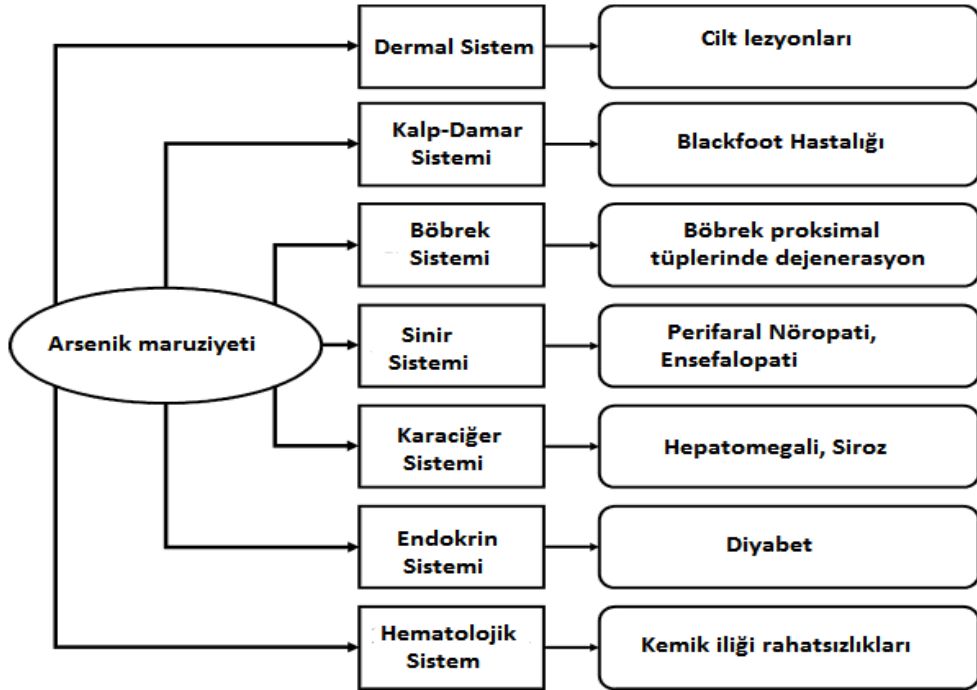 Dermal Sistem
Cilt lezyonları
Kalp-Damar
Sistemi
Blackfoot Hastalığı
Böbrek
Sistemi
Böbrek proksimal
tüplerinde dejenerasyon
Arsenik maruziyeti
Sinir
Sistemi
Perifaral Nöropati,
Ensefalopati
Karaciğer
Sistemi
Hepatomegali, Siroz
Endokrin
Sistemi
Diyabet
Hematolojik
Sistem
Kemik iliği rahatsızlıkları